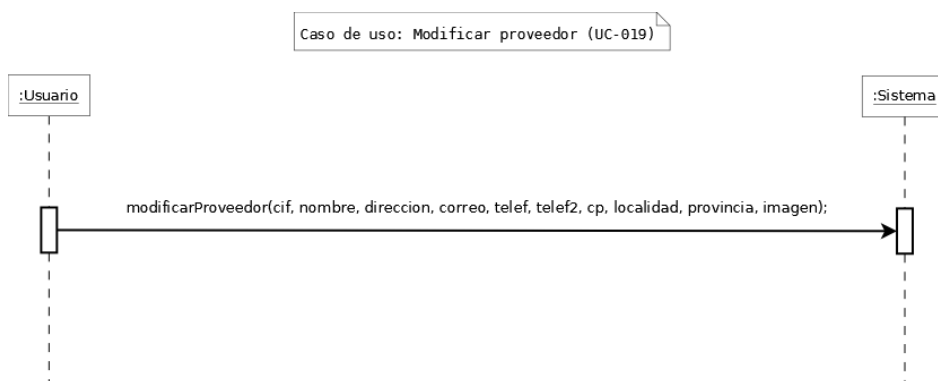 Caso de uso: Modificar proveedor (UC-019)
:Usuario
:Sistema
modificarProveedor(cif, nombre, direccion, correo, telef, telef2, cp, localidad, provincia, imagen);